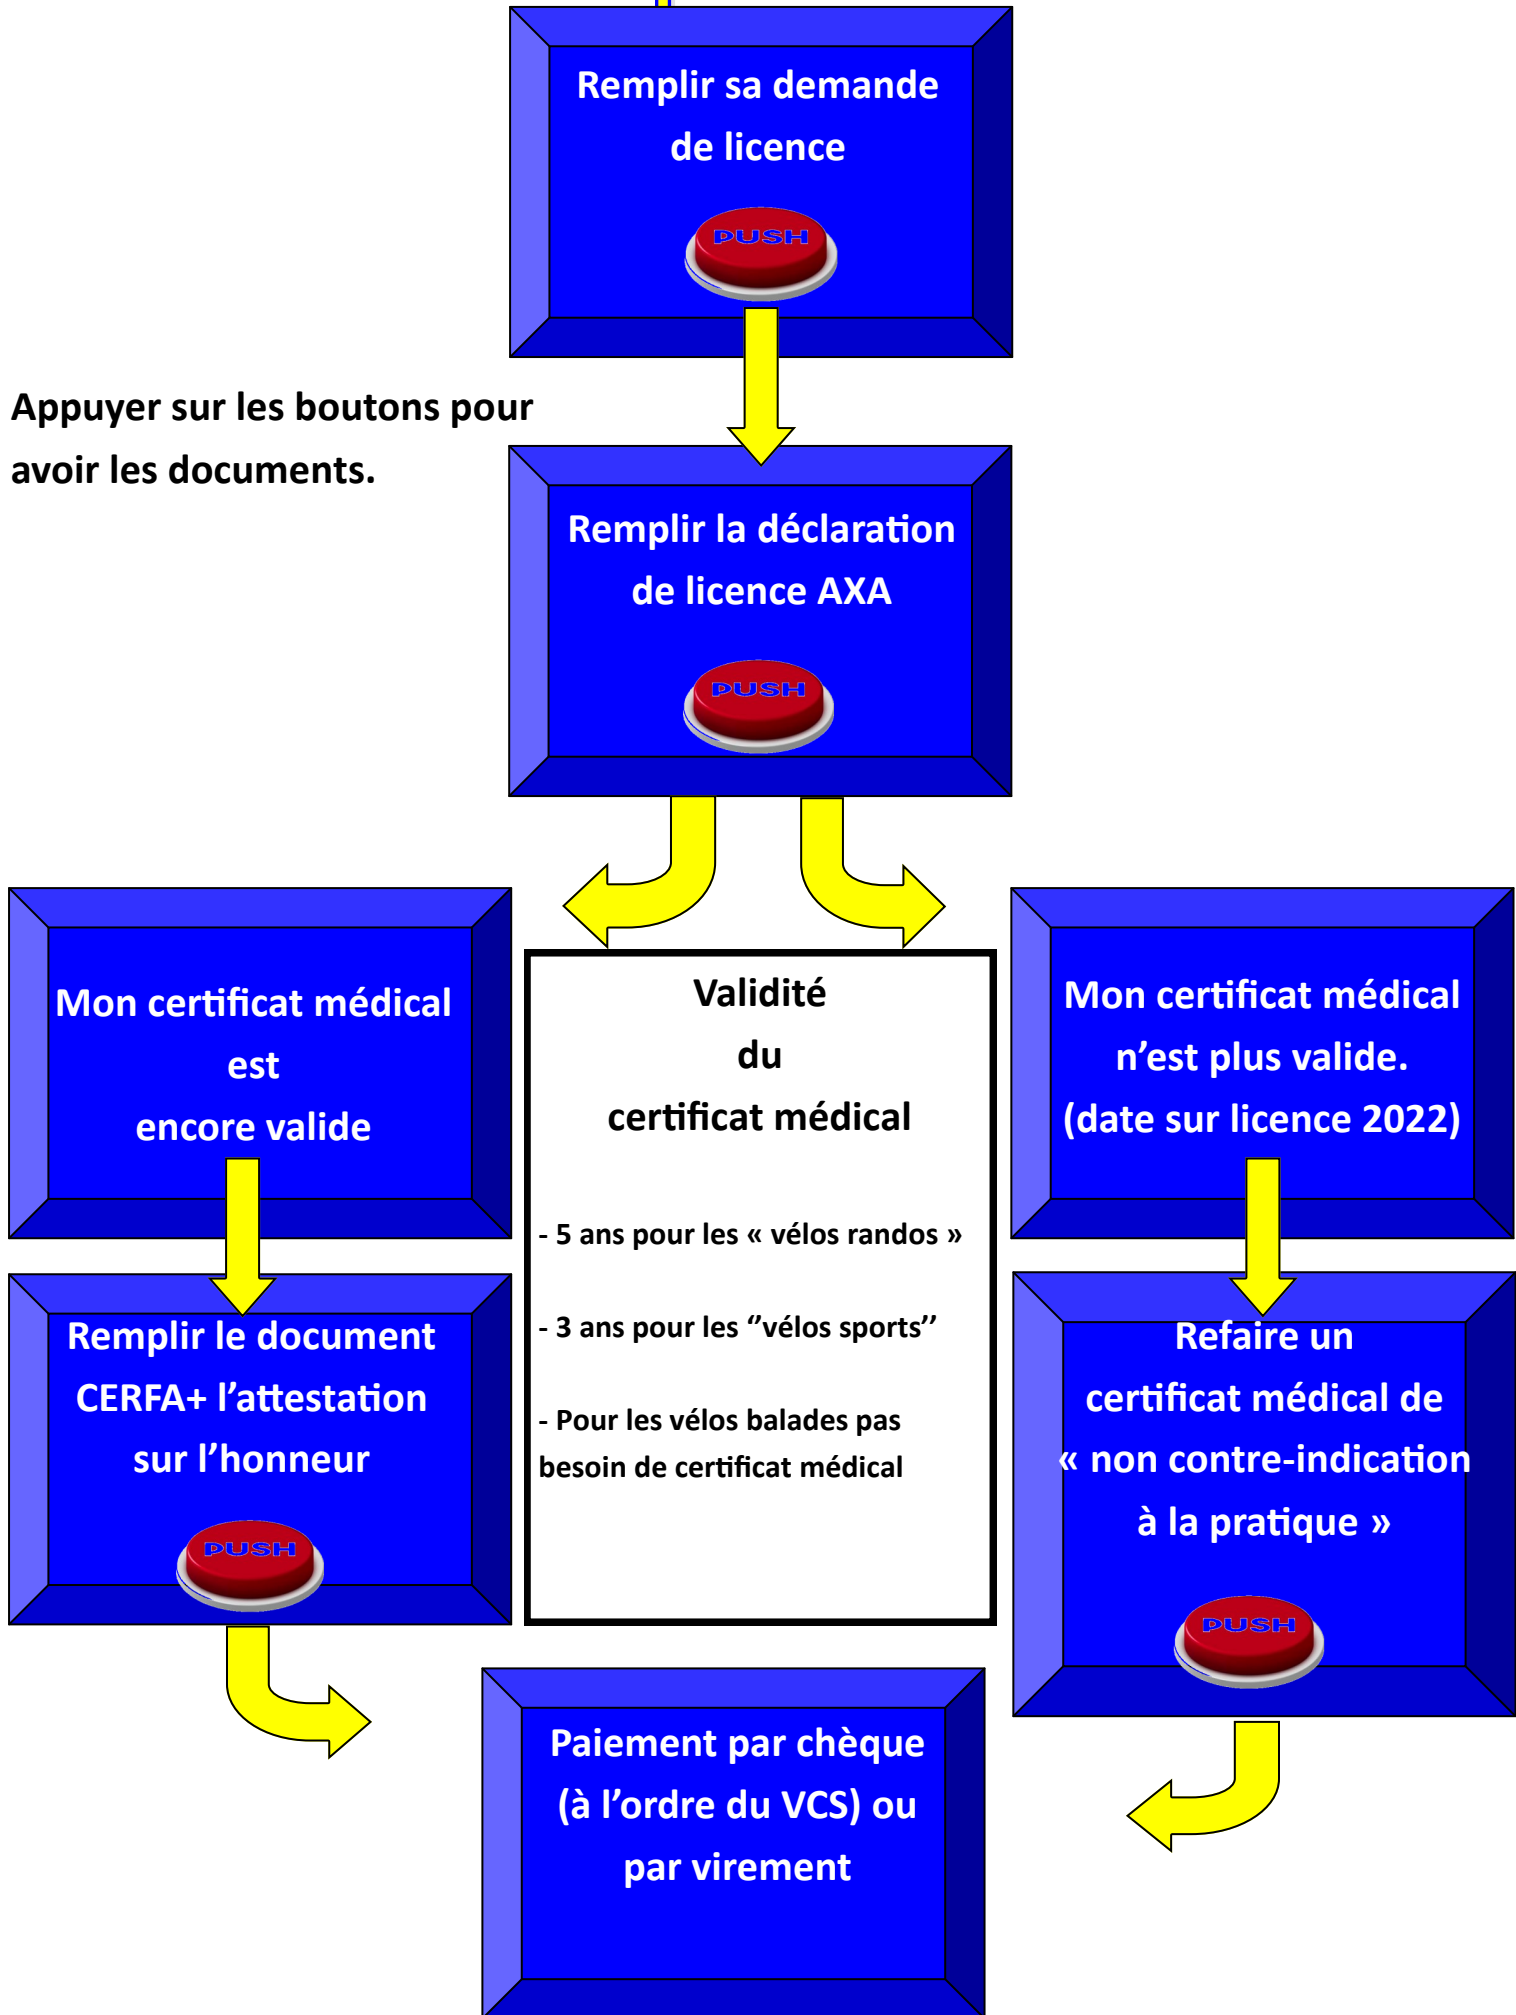 Remplir sa demande
de licence
PUSH
Appuyer sur les boutons pour
avoir les documents.
Remplir la déclaration
de licence AXA
PUSH
Mon certificat médical
est
encore valide
Validité
du
certificat médical
- 5 ans pour les « vélos randos »
- 3 ans pour les ‘’vélos sports’’
- Pour les vélos balades pas
besoin de certificat médical
Mon certificat médical
n’est plus valide.
(date sur licence 2022)
Remplir le document
CERFA+ l’attestation
sur l’honneur
PUSH
Refaire un
certificat médical de
« non contre-indication
à la pratique »
PUSH
Paiement par chèque
(à l’ordre du VCS) ou
par virement